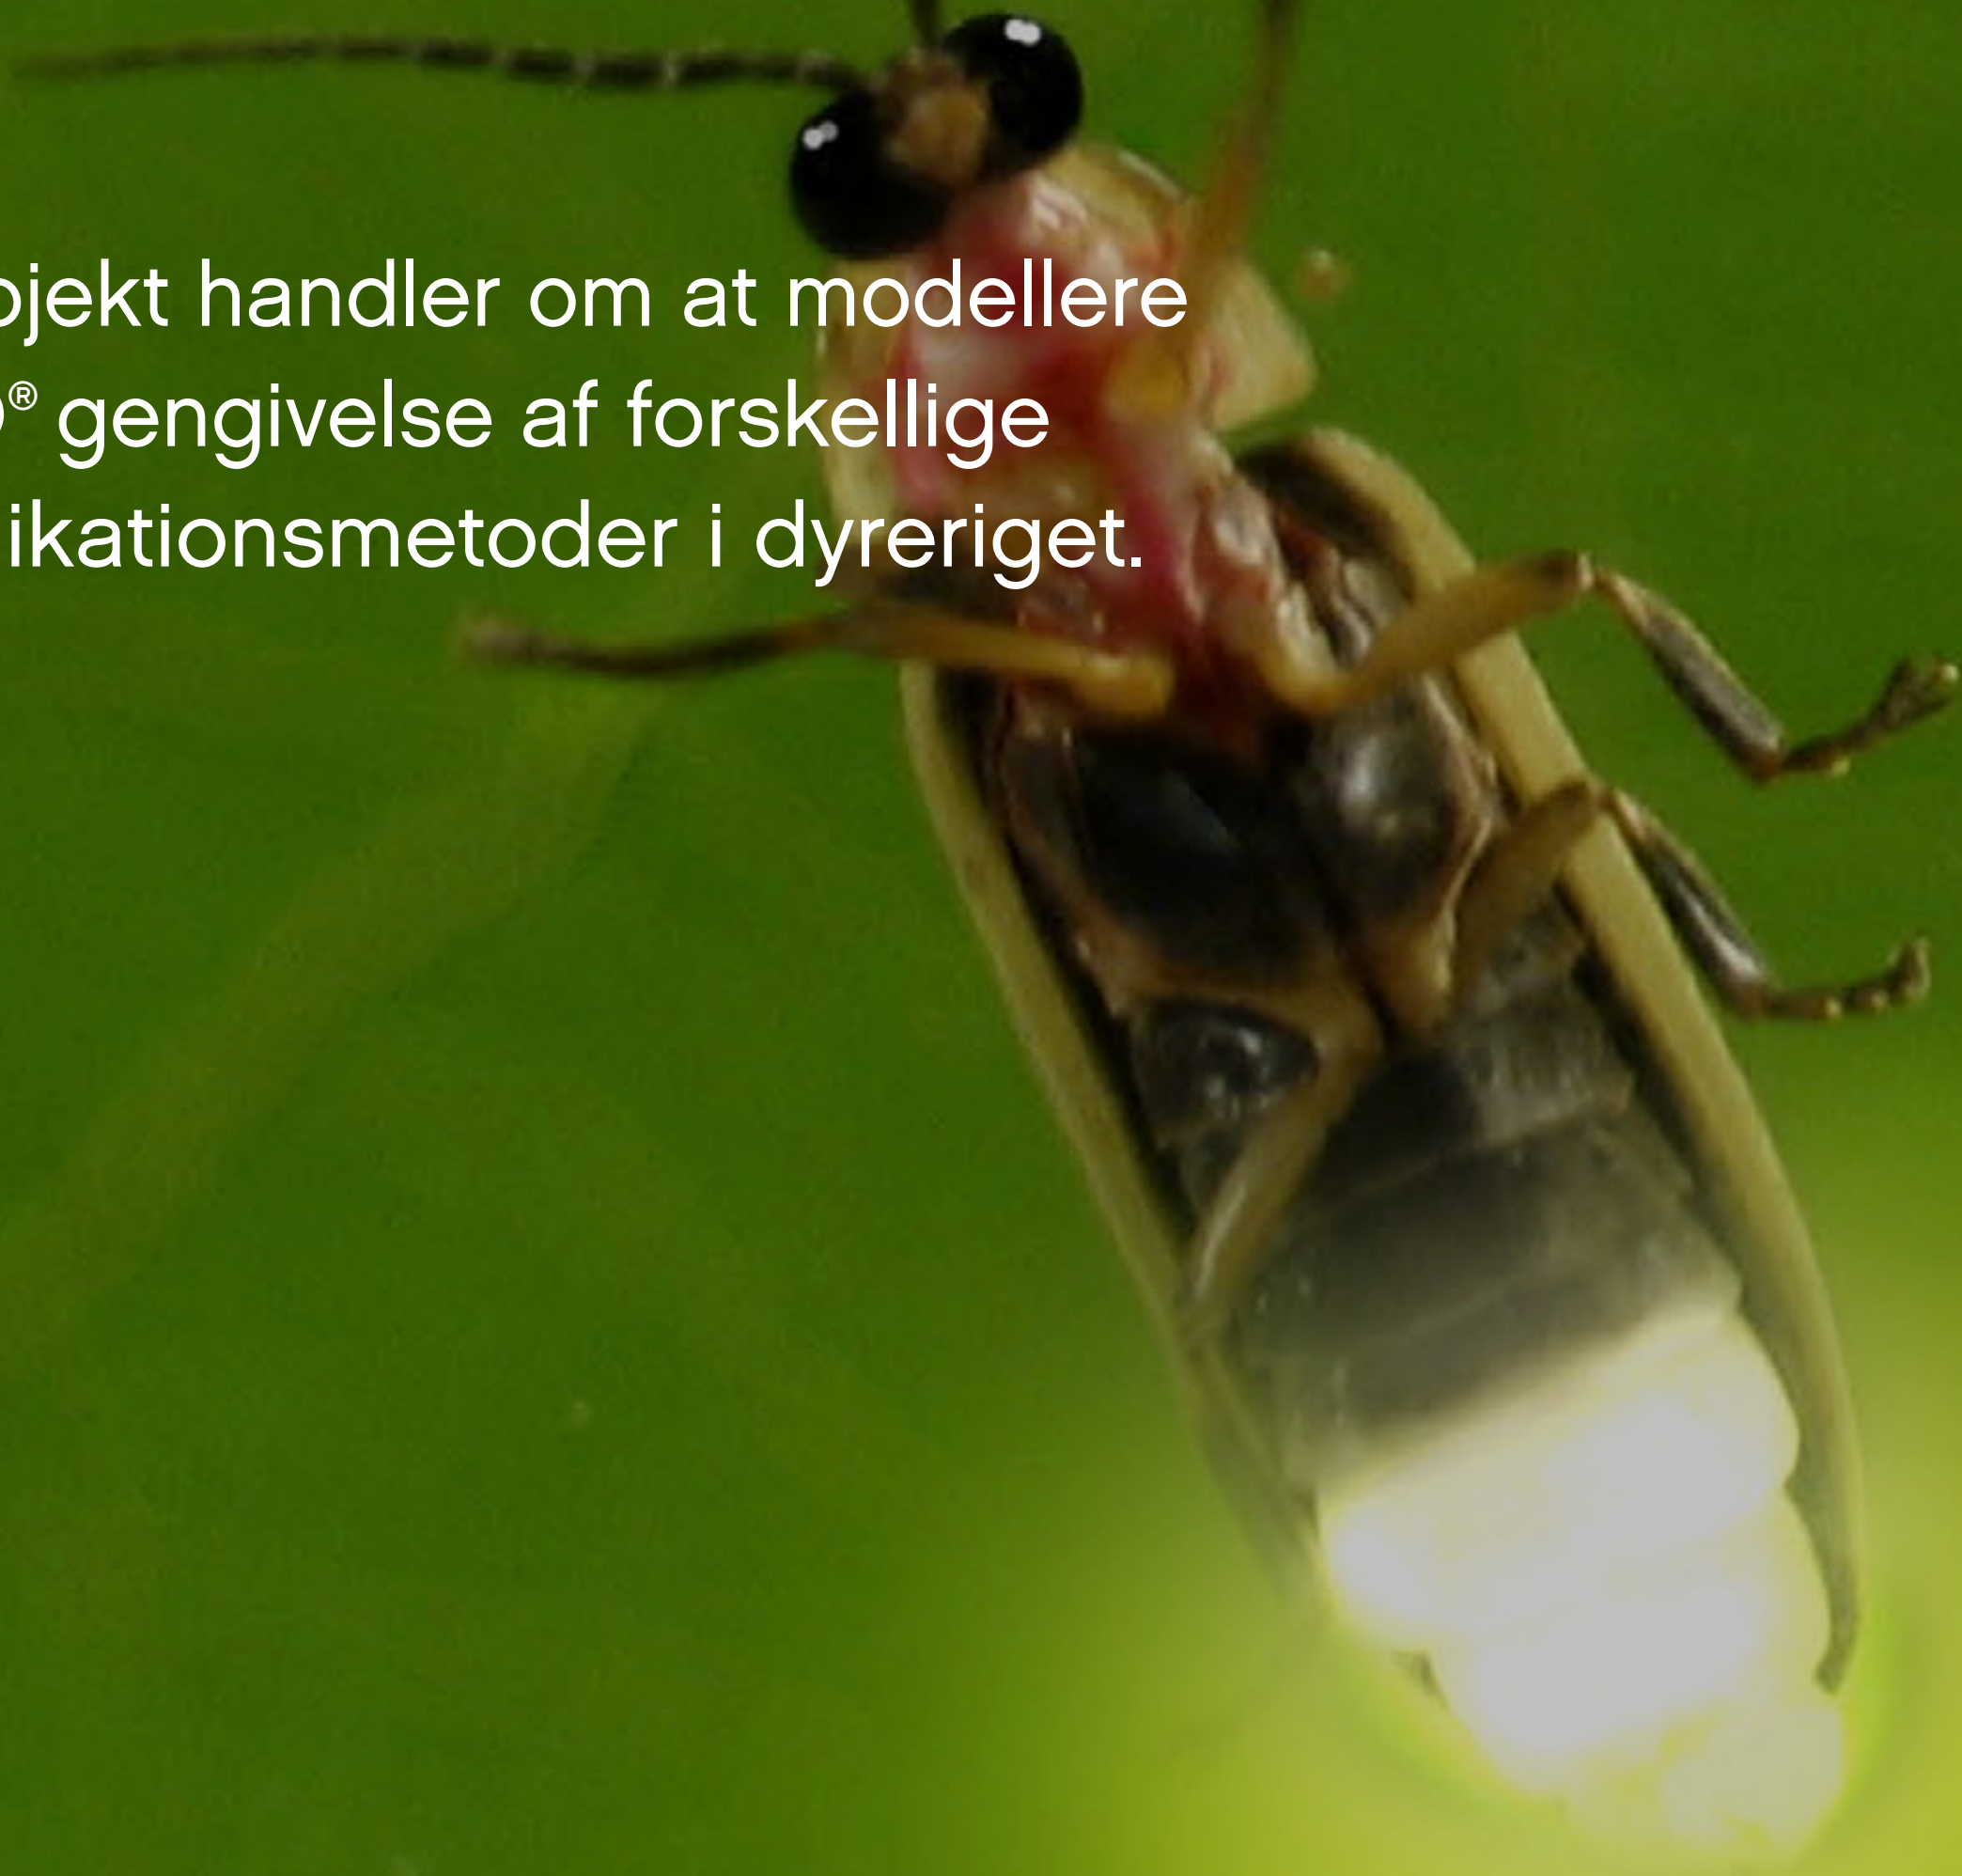 ojekt handler om at modellere
® gengivelse af forskellige
ikationsmetoder i dyreriget.